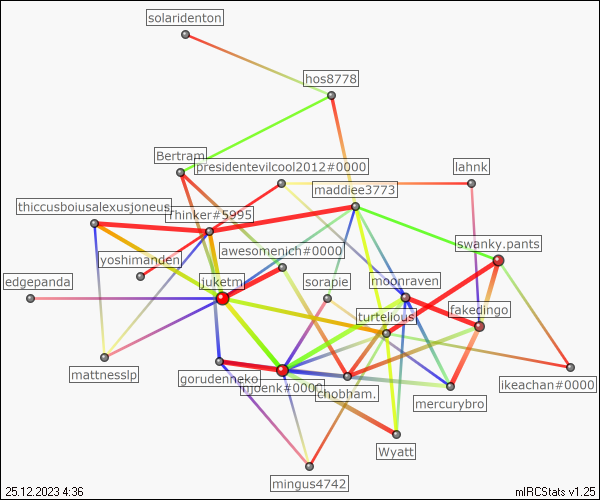 solaridenton
hos8778
Bertram
presidentevilcool2012#0000
lahnk
maddiee3773
thiccusboiusalexusjoneus
Thinker#5995
swanky.pants
awesomenich#0000
yoshimanden
edgepanda
juketm
sorapie
moonraven
fakedingo
turtelious
mattnesslp
gorudenneko
njoenk#0000
chobham.
ikeachan#0000
mercurybro
Wyatt
mingus4742
25.12.2023 4:36
mIRCStats v1.25